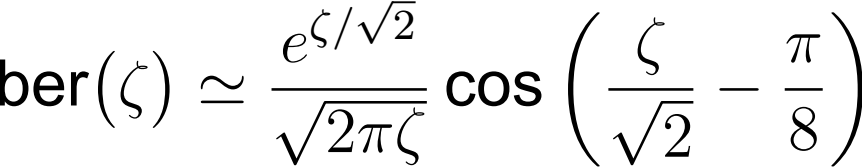 ber(ζ) ≃ e^{ζ/√2} / √(2πζ) cos(ζ/√2 − π/8)